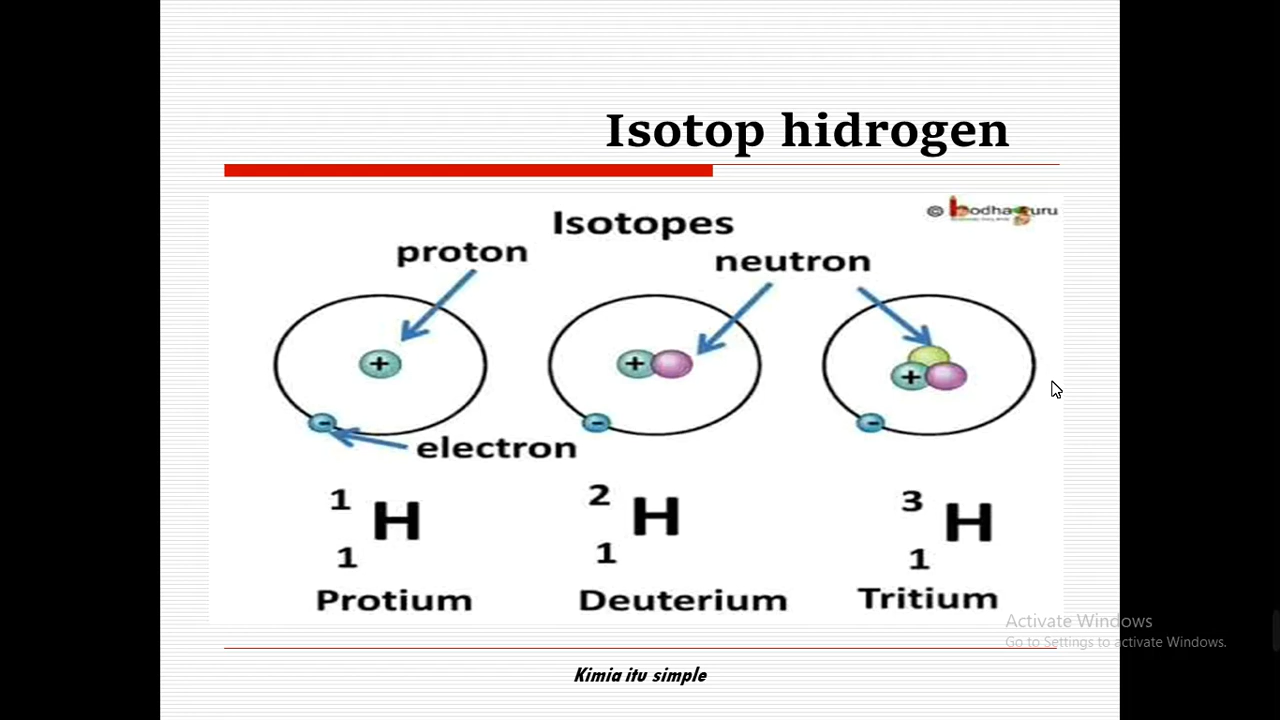 Isotop hidrogen
© bodhaguru
Isotopes
proton
neutron
+
+
+
-
-
-
electron
1
H
1
2
H
1
3
H
1
Protium
Deuterium
Tritium
Activate Windows
Go to Settings to activate Windows.
Kimia itu simple